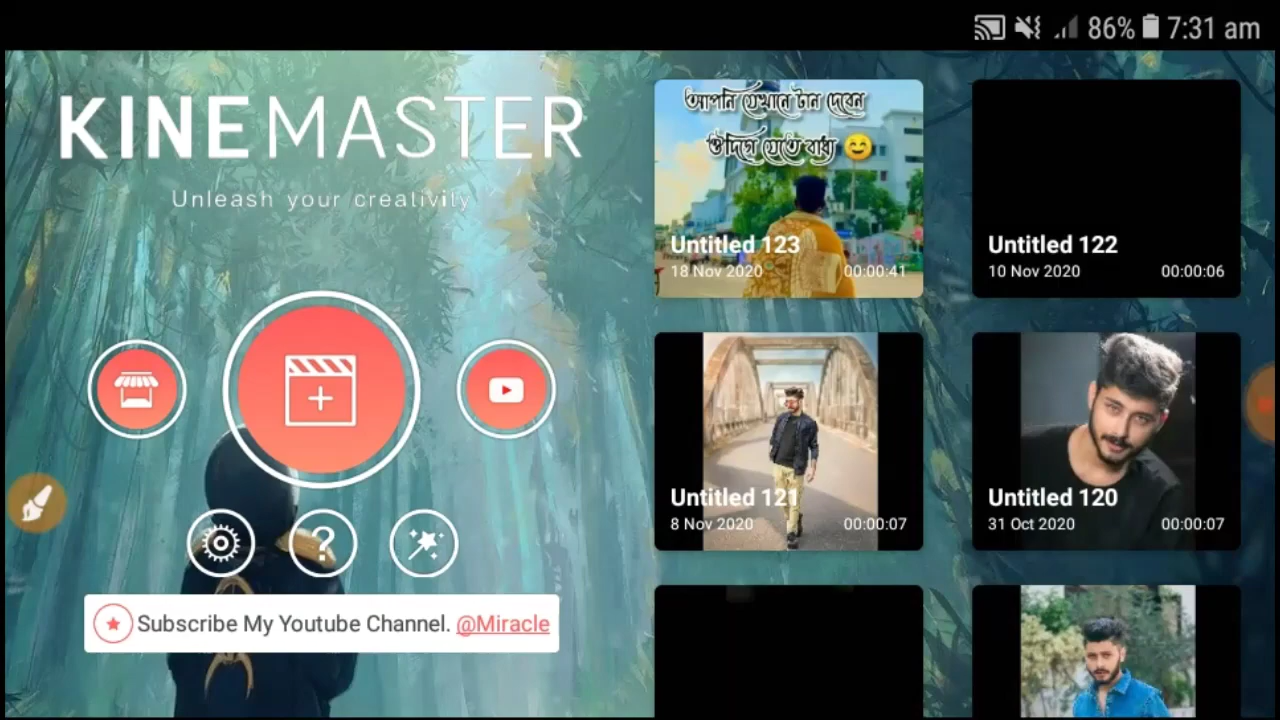 86% 7:31 am
KINEMASTER
Unleash your creativity
আপনি যেখানে টান দেবেন
ঔদিগে যেতে বাধ্য 😊
Untitled 123
18 Nov 2020 00:00:41
Untitled 122
10 Nov 2020 00:00:06
Untitled 121
8 Nov 2020 00:00:07
Untitled 120
31 Oct 2020 00:00:07
?
Subscribe My Youtube Channel. @Miracle